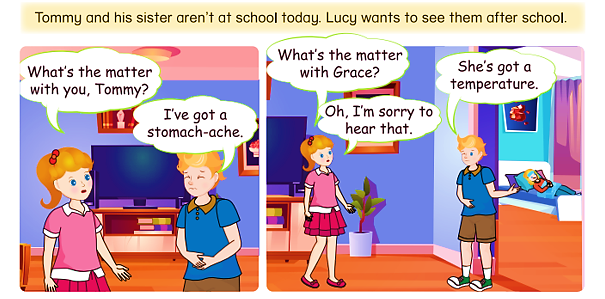 Tommy and his sister aren't at school today. Lucy wants to see them after school.
What's the matter
with you, Tommy?
I've got a
stomach-ache.
What's the matter
with Grace?
She's got a
temperature.
Oh, I'm sorry to
hear that.